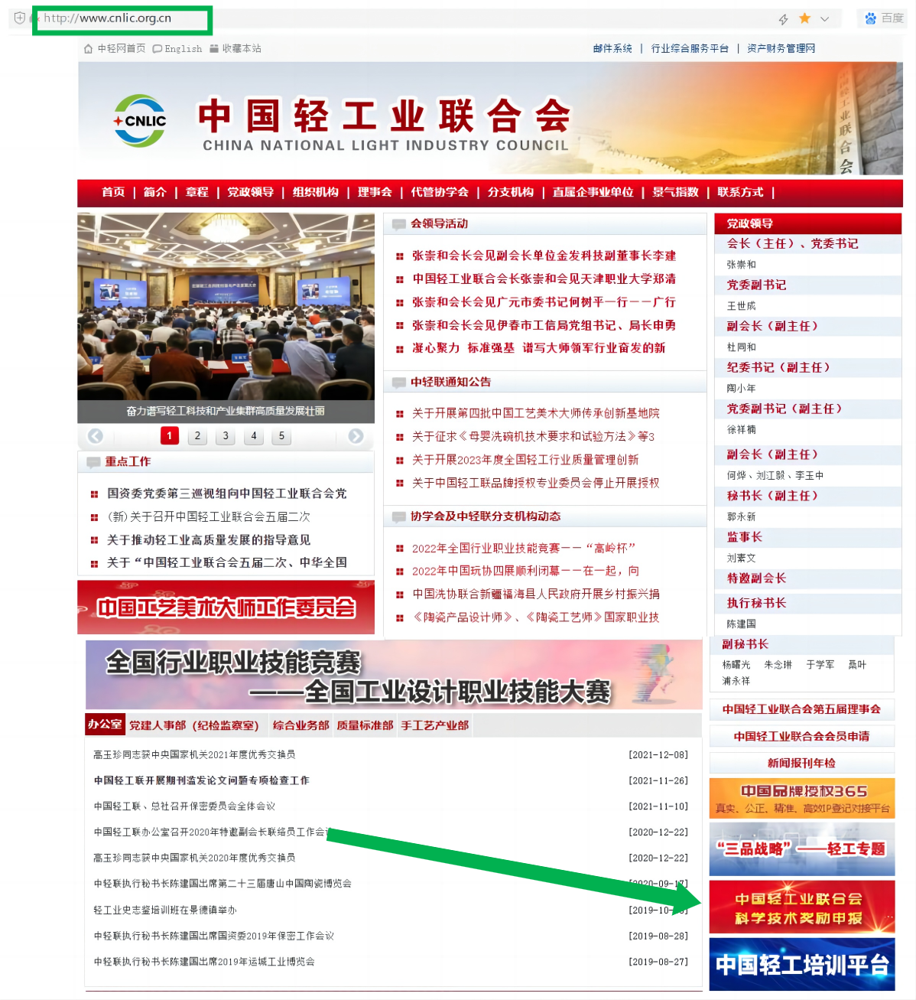 http://www.cnlic.org.cn
百度
中轻网首页 English 收藏本站
邮件系统 | 行业综合服务平台 | 资产财务管理网
CNLIC
中国轻工业联合会
CHINA NATIONAL LIGHT INDUSTRY COUNCIL
首页 | 简介 | 章程 | 党政领导 | 组织机构 | 理事会 | 代管协学会 | 分支机构 | 直属企事业单位 | 景气指数 | 联系方式 |
奋力谱写轻工科技和产业集群高质量发展壮丽
1 2 3 4 5
重点工作
国资委党委第三巡视组向中国轻工业联合会党
(新)关于召开中国轻工业联合会五届二次
关于推动轻工业高质量发展的指导意见
关于“中国轻工业联合会五届二次、中华全国
中国工艺美术大师工作委员会
会领导活动
张崇和会长会见副会长单位金发科技副董事长李建
中国轻工业联合会长张崇和会见天津职业大学郑清
张崇和会长会见广元市委书记何树平一行——广行
张崇和会长会见伊春市工信局党组书记、局长申勇
凝心聚力 标准强基 谱写大师领军行业奋发的新
中轻联通知公告
关于开展第四批中国工艺美术大师传承创新基地院
关于征求《母婴洗碗机技术要求和试验方法》等3
关于开展2023年度全国轻工行业质量管理创新
关于中国轻工联品牌授权专业委员会停止开展授权
协学会及中轻联分支机构动态
2022年全国行业职业技能竞赛——“高岭杯”
2022年中国玩协四展顺利闭幕——在一起，向
中国洗协联合新疆福海县人民政府开展乡村振兴捐
《陶瓷产品设计师》、《陶瓷工艺师》国家职业技
党政领导
会长（主任）、党委书记
张崇和
党委副书记
王世成
副会长（副主任）
杜同和
纪委书记（副主任）
陶小年
党委副书记（副主任）
徐祥楠
副会长（副主任）
何烨、刘江毅、李玉中
秘书长（副主任）
郭永新
监事长
刘素文
特邀副会长
执行秘书长
陈建国
副秘书长
杨曙光 朱念琳 于学军 桑叶
浦永祥
全国行业职业技能竞赛
——全国工业设计职业技能大赛
办公室 党建人事部（纪检监察室） 综合业务部 质量标准部 手工艺产业部
高玉珍同志获中央国家机关2021年度优秀交换员 [2021-12-08]
中国轻工联开展期刊滥发论文问题专项检查工作 [2021-11-26]
中国轻工联、总社召开保密委员会全体会议 [2021-11-10]
中国轻工联办公室召开2020年特邀副会长联络员工作会 [2020-12-22]
高玉珍同志获中央国家机关2020年度优秀交换员 [2020-12-22]
中轻联执行秘书长陈建国出席第二十三届唐山中国陶瓷博览会 [2020-09-17]
轻工业史志鉴培训班在景德镇举办 [2019-10-
中轻联执行秘书长陈建国出席国资委2019年保密工作会议 [2019-08-28]
中轻联执行秘书长陈建国出席2019年运城工业博览会 [2019-08-27]
中国轻工业联合会第五届理事会
中国轻工业联合会会员申请
新闻报刊年检
中国品牌授权365
真实、公正、精准、高效IP登记对接平台
“三品战略”——轻工专题
中国轻工业联合会
科学技术奖励申报
中国轻工培训平台